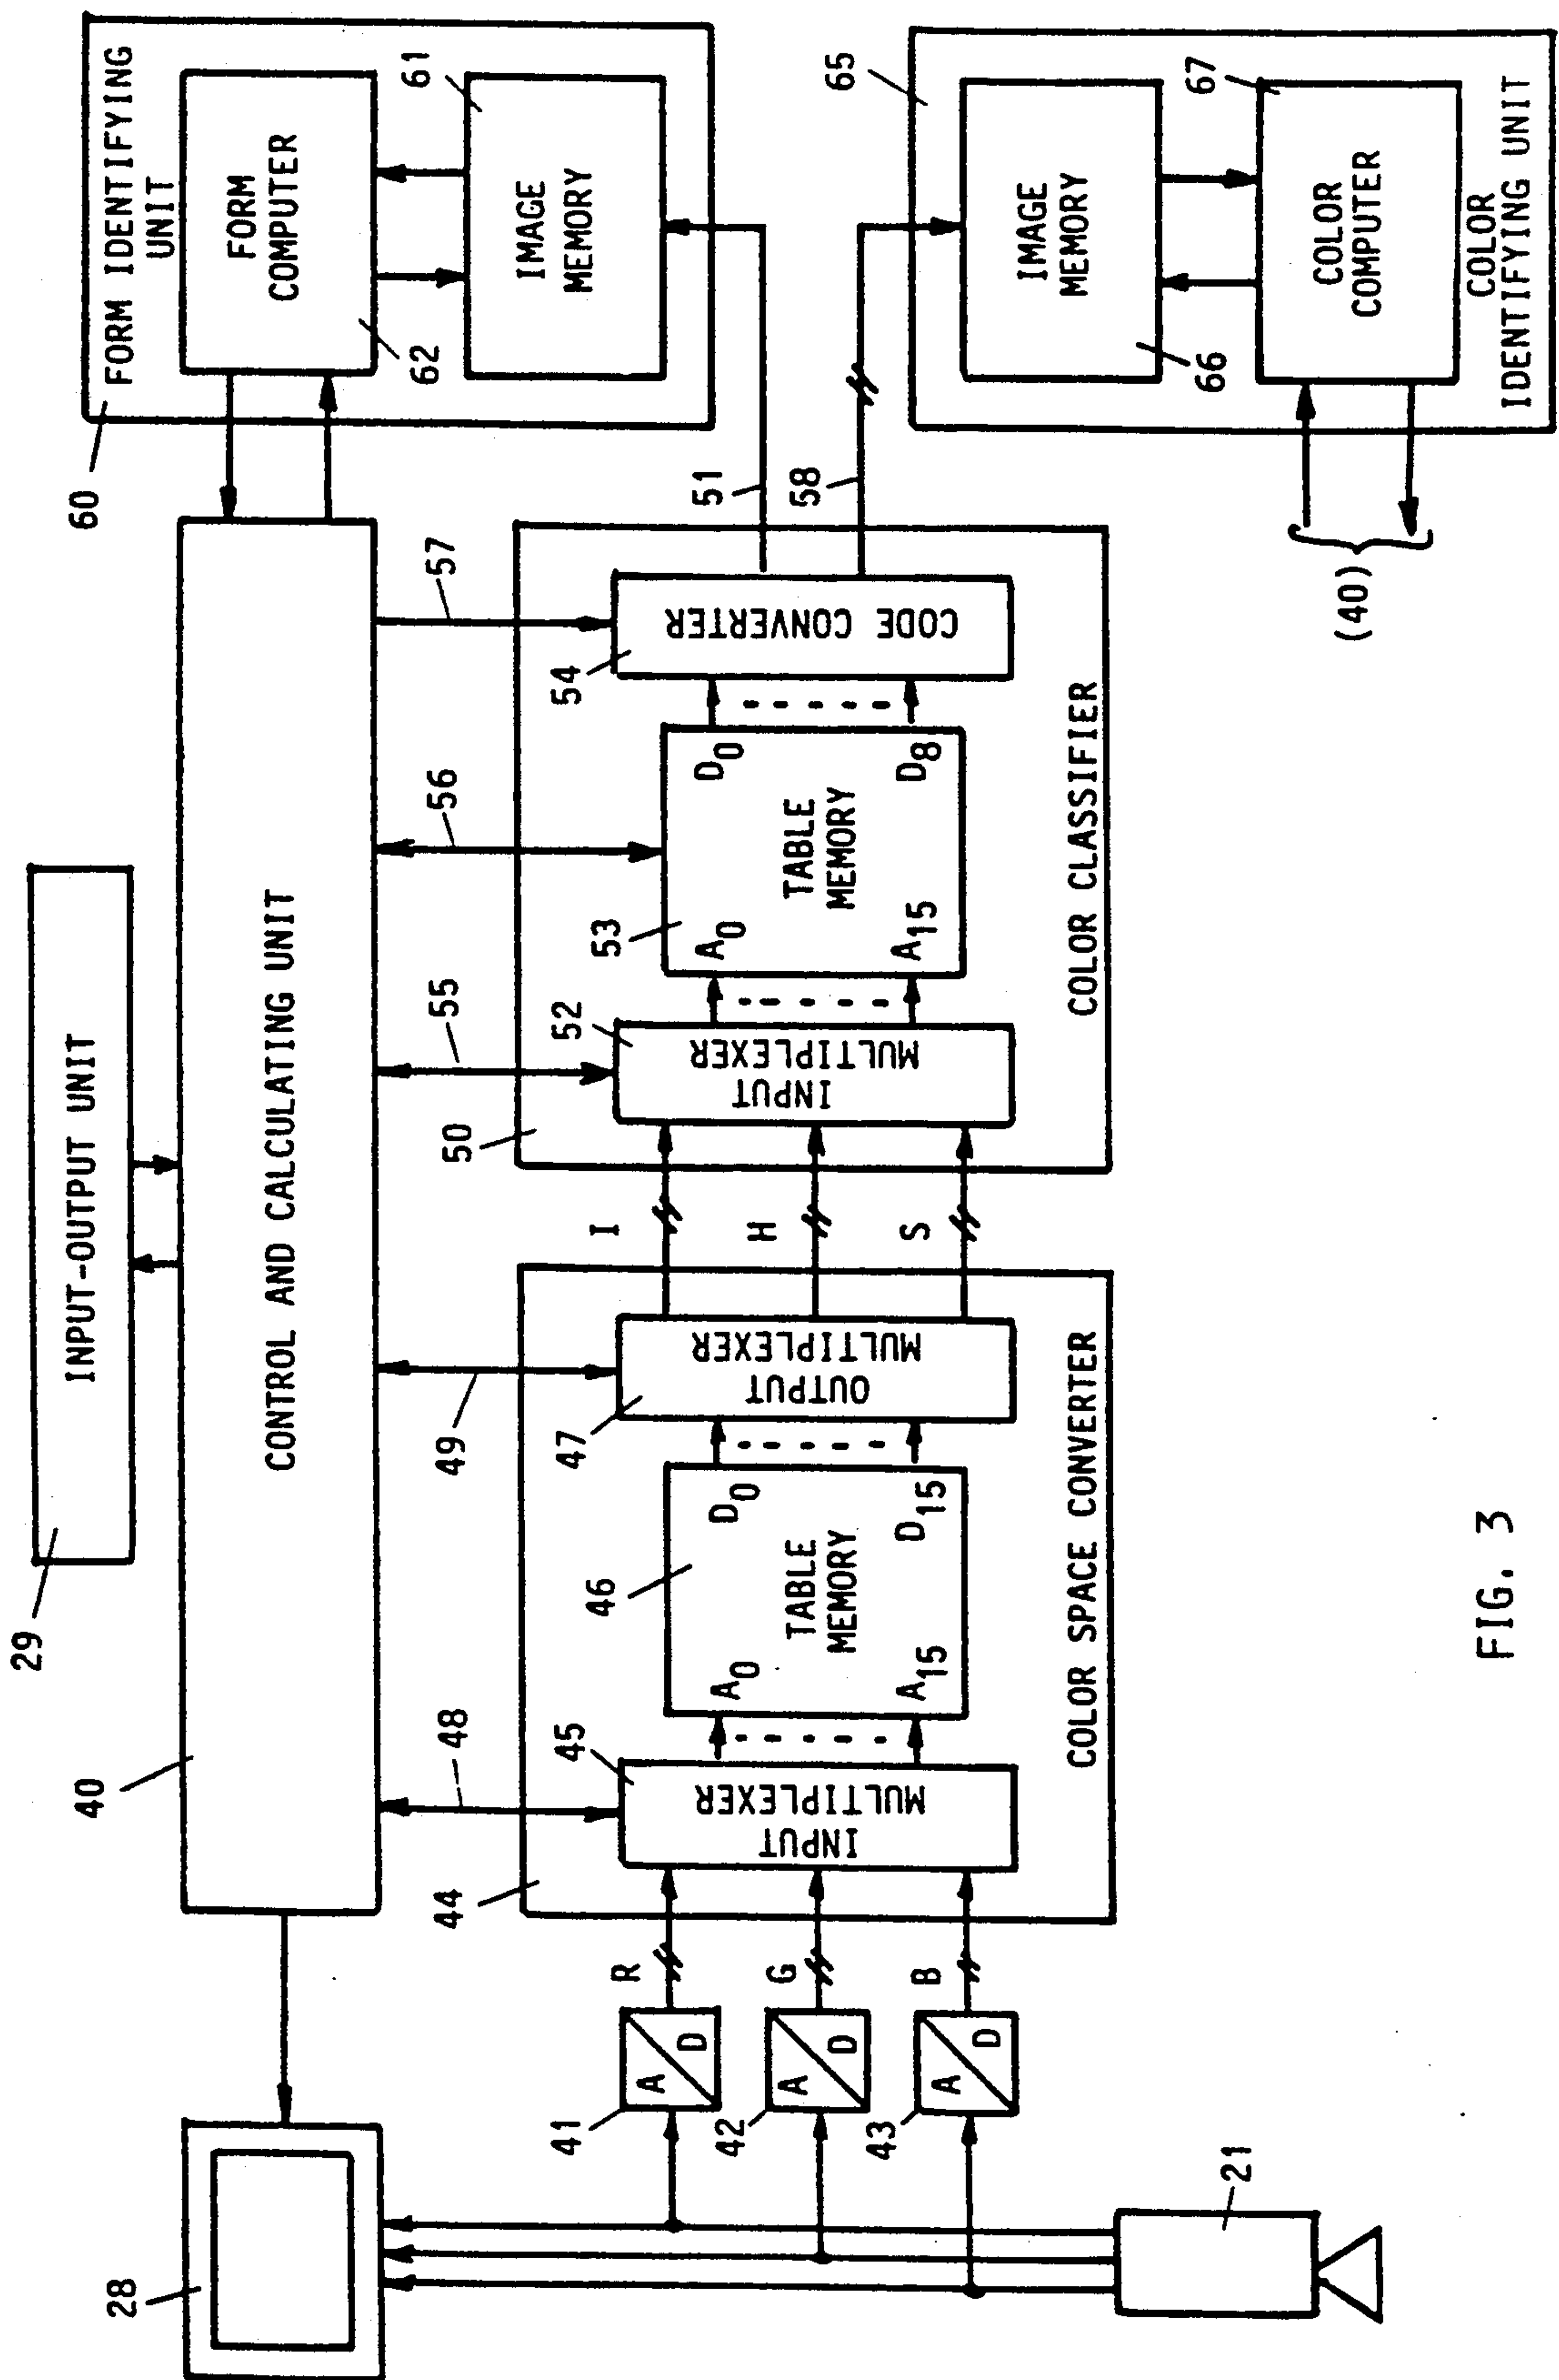 29
INPUT-OUTPUT UNIT
40
CONTROL AND CALCULATING UNIT
28
21
41
A
D
R
42
A
D
G
43
A
D
B
44
48
45
INPUT
MULTIPLEXER
46
A0
D0
TABLE
MEMORY
A15
D15
49
47
OUTPUT
MULTIPLEXER
COLOR SPACE CONVERTER
I
H
S
50
55
52
INPUT
MULTIPLEXER
53
56
A0
D0
TABLE
MEMORY
A15
D8
54
57
CODE CONVERTER
COLOR CLASSIFIER
51
58
60
FORM IDENTIFYING
UNIT
FORM
COMPUTER
62
61
IMAGE
MEMORY
65
IMAGE
MEMORY
66
67
COLOR
COMPUTER
COLOR
IDENTIFYING UNIT
(40)
FIG. 3